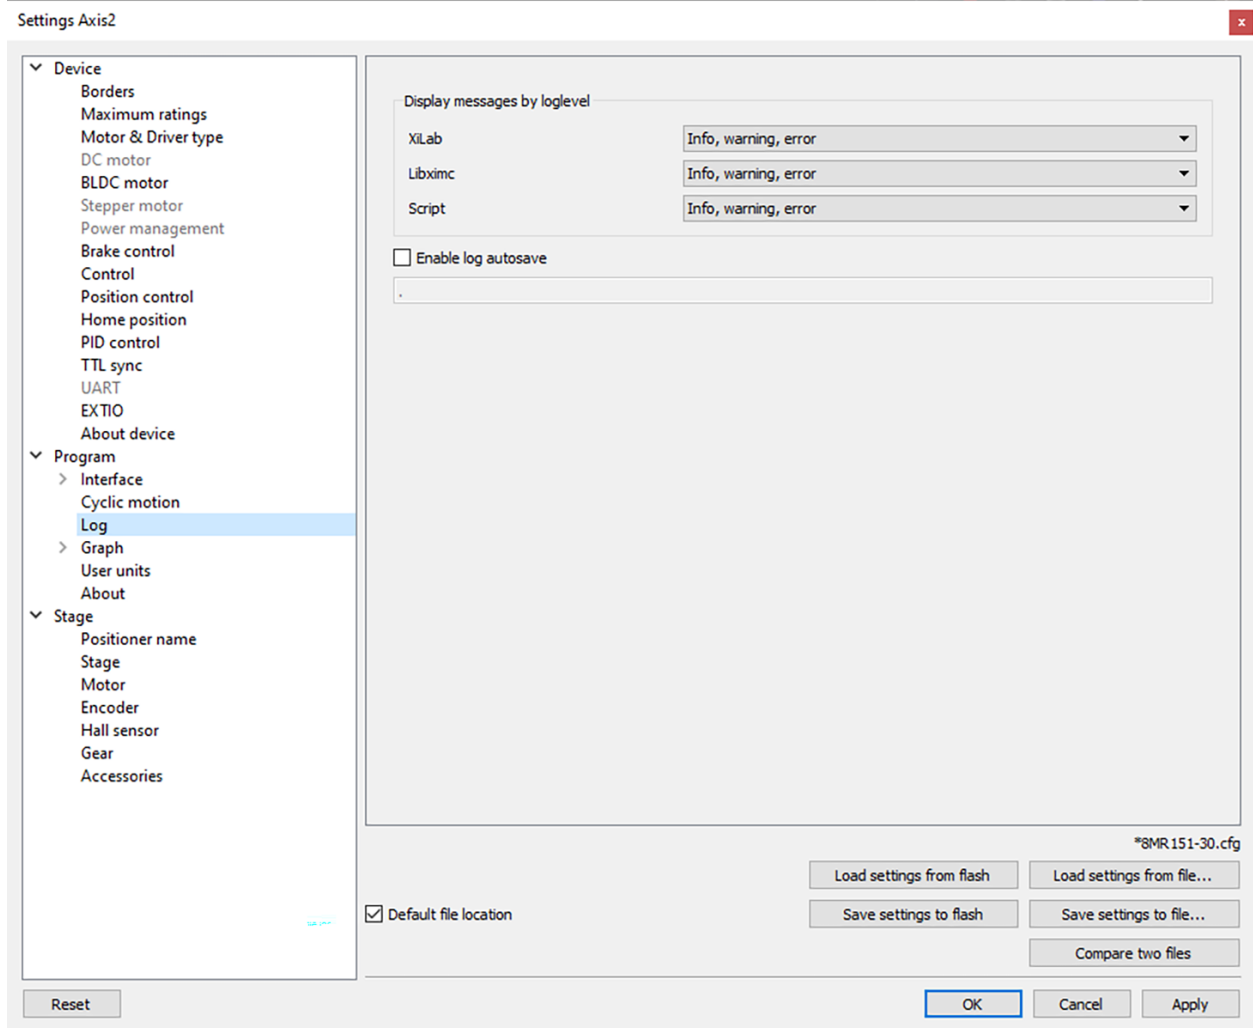 Settings Axis2
x
Device
Borders
Maximum ratings
Motor & Driver type
DC motor
BLDC motor
Stepper motor
Power management
Brake control
Control
Position control
Home position
PID control
TTL sync
UART
EXTIO
About device
Program
Interface
Cyclic motion
Log
Graph
User units
About
Stage
Positioner name
Stage
Motor
Encoder
Hall sensor
Gear
Accessories
Display messages by loglevel
XiLab Info, warning, error
Libximc Info, warning, error
Script Info, warning, error
Enable log autosave
.
*8MR151-30.cfg
Load settings from flash Load settings from file...
Default file location Save settings to flash Save settings to file...
Compare two files
Reset OK Cancel Apply